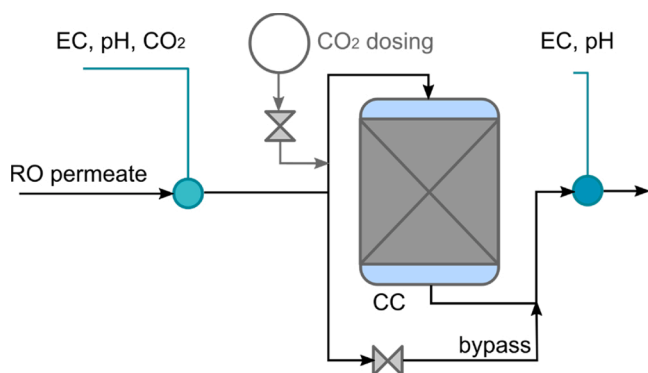 EC, pH, CO₂
CO₂ dosing
EC, pH
RO permeate
CC
bypass